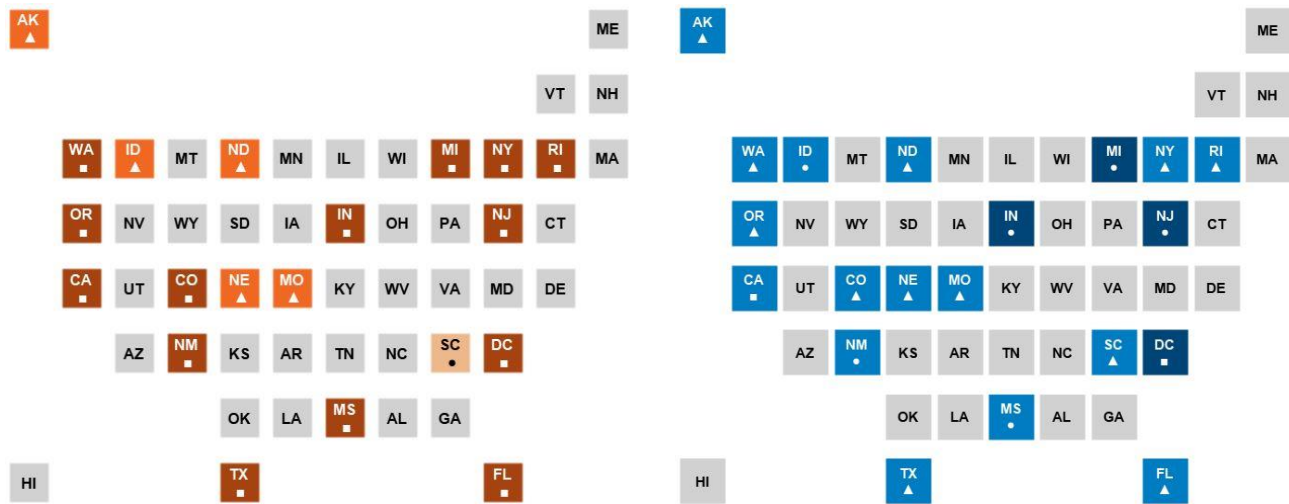 AK ME
VT NH
WA ID MT ND MN IL WI MI NY RI MA
OR NV WY SD IA IN OH PA NJ CT
CA UT CO NE MO KY WV VA MD DE
AZ NM KS AR TN NC SC DC
OK LA MS AL GA
HI TX FL
AK ME
VT NH
WA ID MT ND MN IL WI MI NY RI MA
OR NV WY SD IA IN OH PA NJ CT
CA UT CO NE MO KY WV VA MD DE
AZ NM KS AR TN NC SC DC
OK LA MS AL GA
HI TX FL